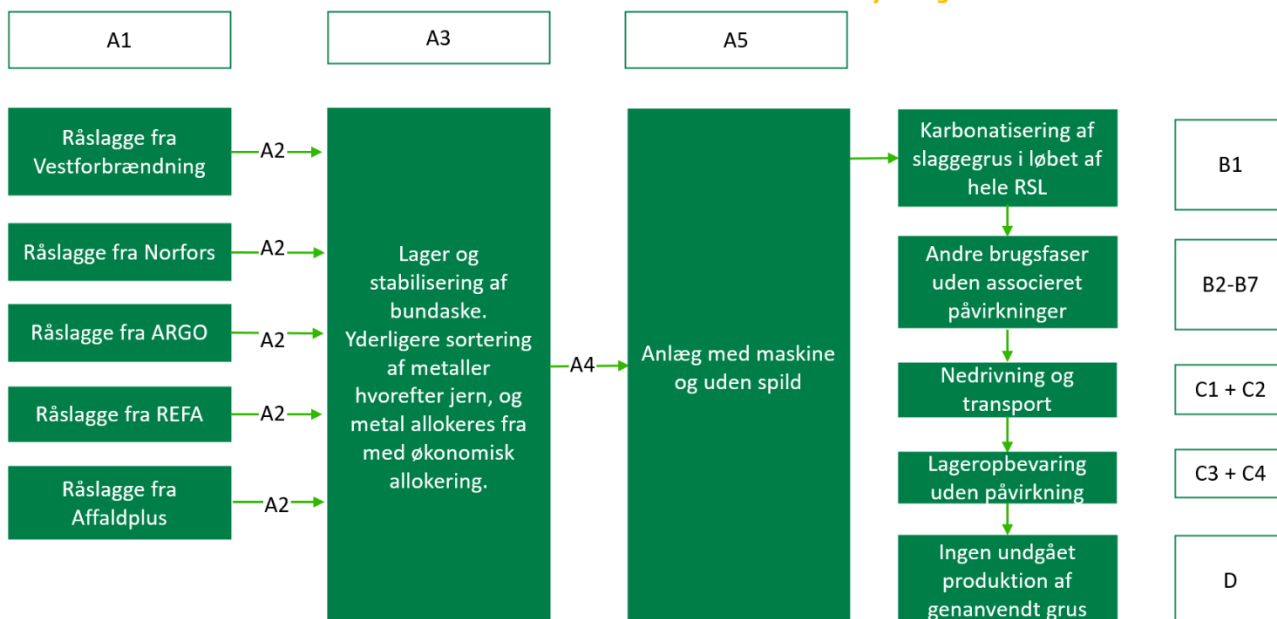 A1
A3
A5
Råslagge fra
Vestforbrændning
A2
Råslagge fra Norfors
A2
Råslagge fra ARGO
A2
Råslagge fra REFA
A2
Råslagge fra
Affaldplus
A2
Lager og
stabilisering af
bundaske.
Yderligere sortering
af metaller
hvorefter jern, og
metal allokeres fra
med økonomisk
allokering.
A4
Anlæg med maskine
og uden spild
Karbonatisering af
slaggegrus i løbet af
hele RSL
B1
Andre brugsfaser
uden associeret
påvirkninger
B2-B7
Nedrivning og
transport
C1 + C2
Lageropbevaring
uden påvirkning
C3 + C4
Ingen undgået
produktion af
genanvendt grus
D